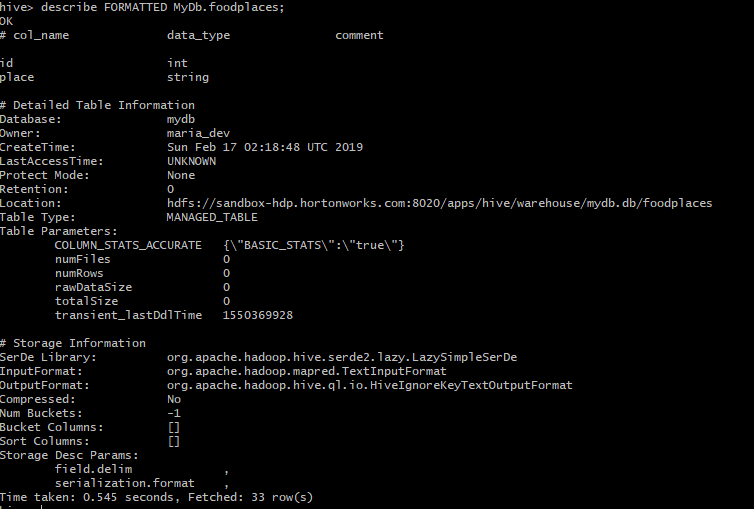 hive> describe FORMATTED MyDb.foodplaces;
OK
# col_name data_type comment
id int
place string
# Detailed Table Information
Database: mydb
Owner: maria_dev
CreateTime: Sun Feb 17 02:18:48 UTC 2019
LastAccessTime: UNKNOWN
Protect Mode: None
Retention: 0
Location: hdfs://sandbox-hdp.hortonworks.com:8020/apps/hive/warehouse/mydb.db/foodplaces
Table Type: MANAGED_TABLE
Table Parameters:
COLUMN_STATS_ACCURATE {\"BASIC_STATS\":\"true\"}
numFiles 0
numRows 0
rawDataSize 0
totalSize 0
transient_lastDdlTime 1550369928
# Storage Information
SerDe Library: org.apache.hadoop.hive.serde2.lazy.LazySimpleSerDe
InputFormat: org.apache.hadoop.mapred.TextInputFormat
OutputFormat: org.apache.hadoop.hive.ql.io.HiveIgnoreKeyTextOutputFormat
Compressed: No
Num Buckets: -1
Bucket Columns: []
Sort Columns: []
Storage Desc Params:
field.delim ,
serialization.format ,
Time taken: 0.545 seconds, Fetched: 33 row(s)